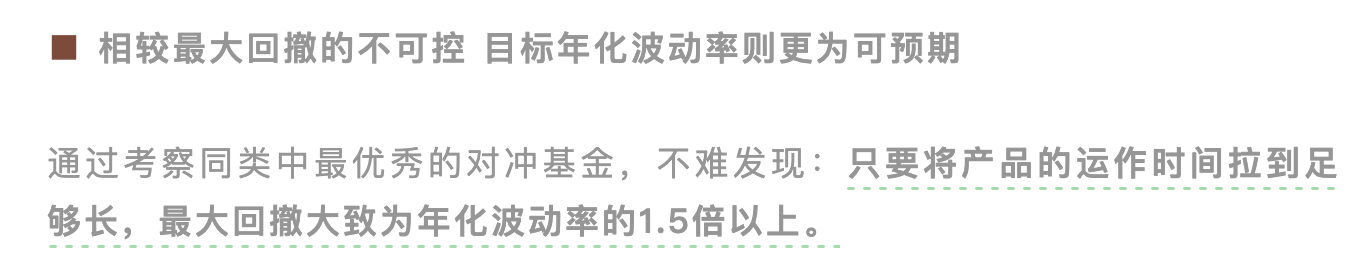 ■ 相较最大回撤的不可控 目标年化波动率则更为可预期
通过考察同类中最优秀的对冲基金，不难发现：只要将产品的运作时间拉到足
够长，最大回撤大致为年化波动率的1.5倍以上。